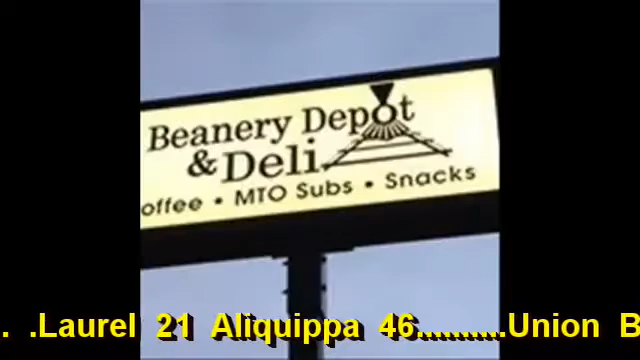 Beanery Depot
& Deli
offee • MTO Subs • Snacks
. .Laurel 21 Aliquippa 46..........Union B